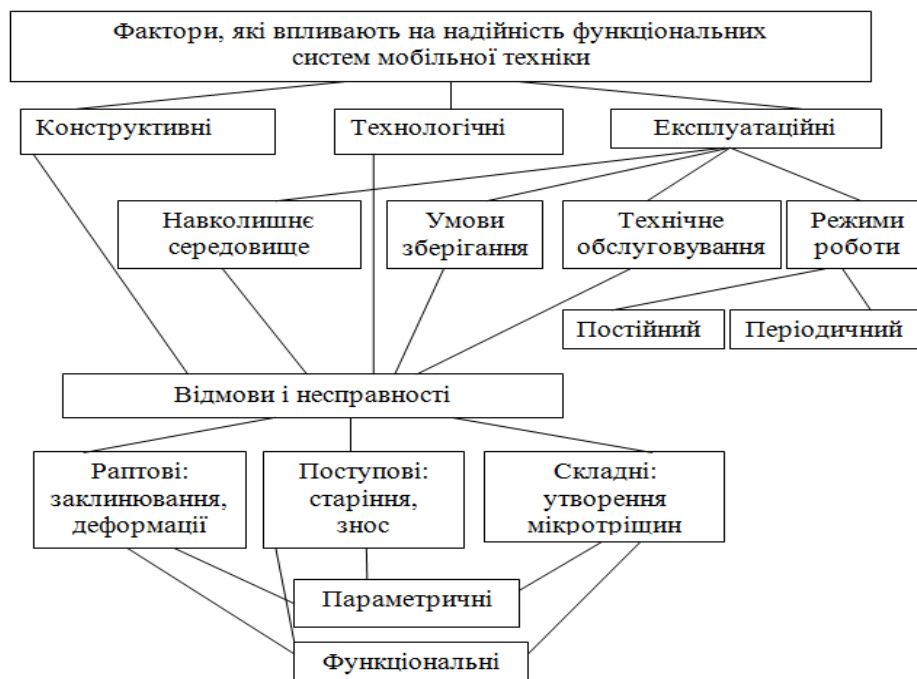 Фактори, які впливають на надійність функціональних
систем мобільної техніки
Конструктивні
Технологічні
Експлуатаційні
Навколишнє
середовище
Умови
зберігання
Технічне
обслуговування
Режими
роботи
Постійний
Періодичний
Відмови і несправності
Раптові:
заклинювання,
деформації
Поступові:
старіння,
знос
Складні:
утворення
мікротріщин
Параметричні
Функціональні